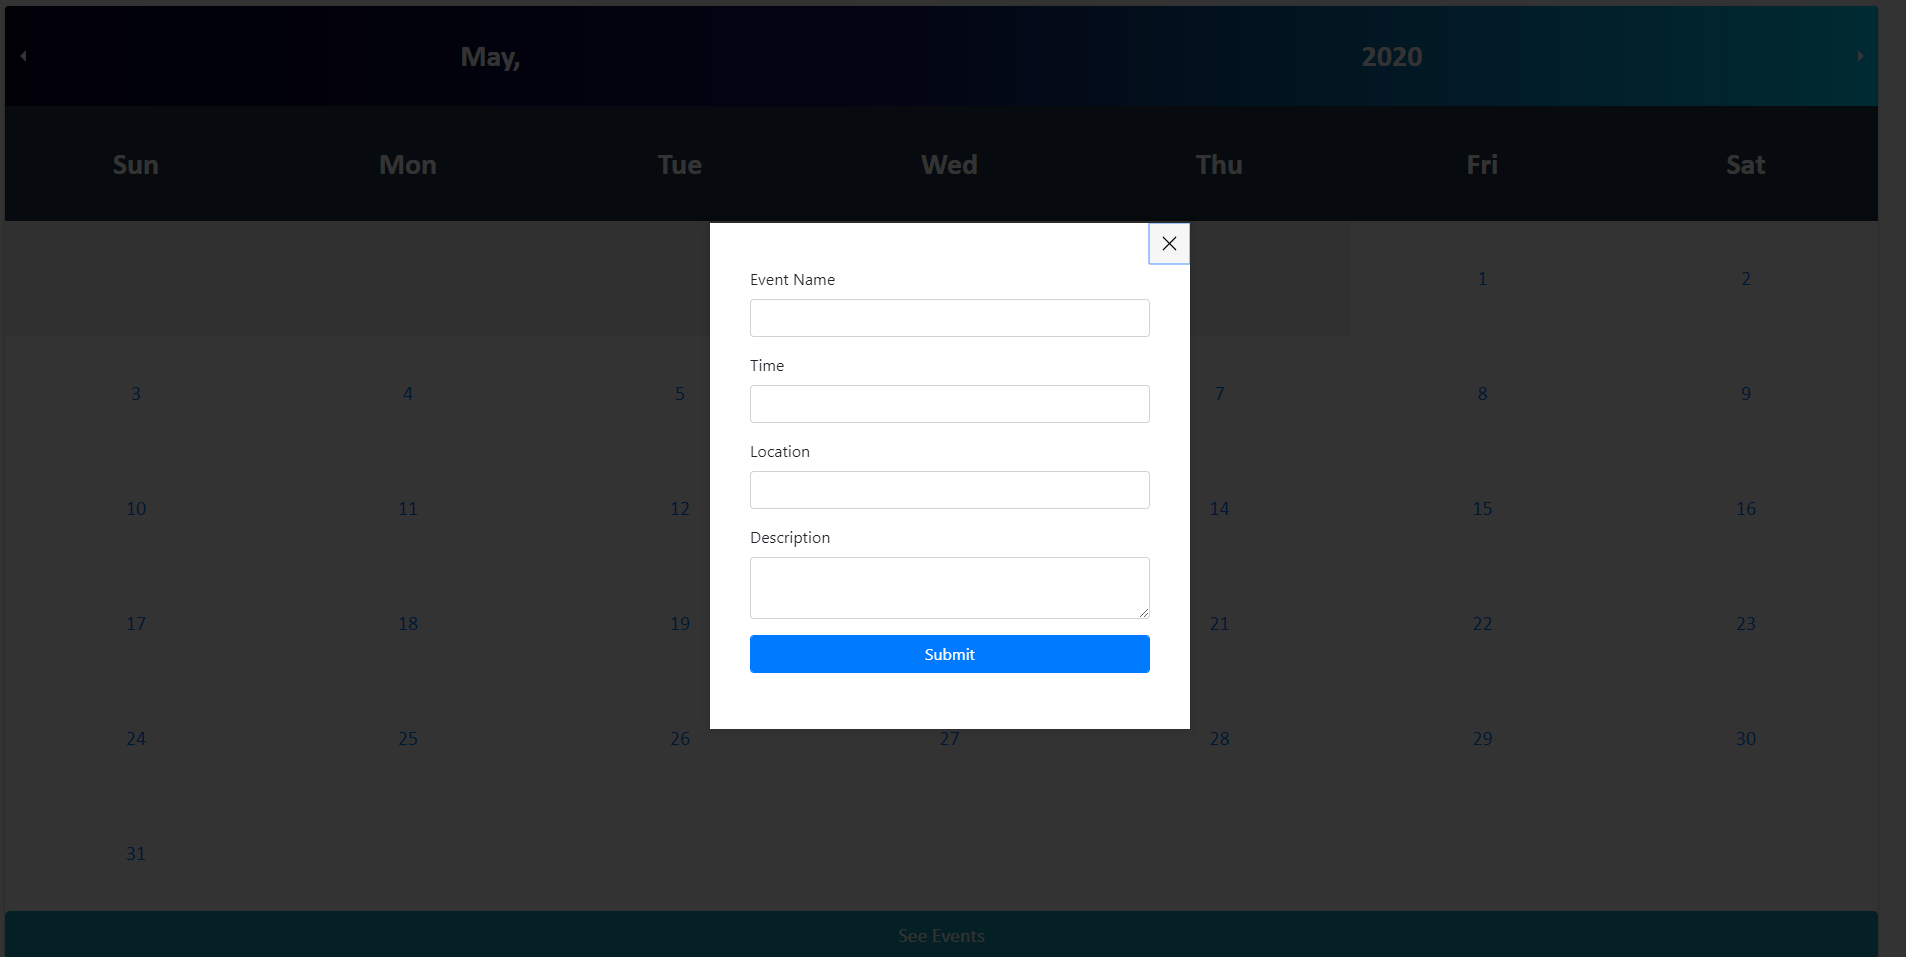 May, 2020
Sun Mon Tue Wed Thu Fri Sat
Event Name
1 2
Time
3 4 5 7 8 9
Location
10 11 12 14 15 16
Description
17 18 19 21 22 23
Submit
24 25 26 27 28 29 30
31
See Events